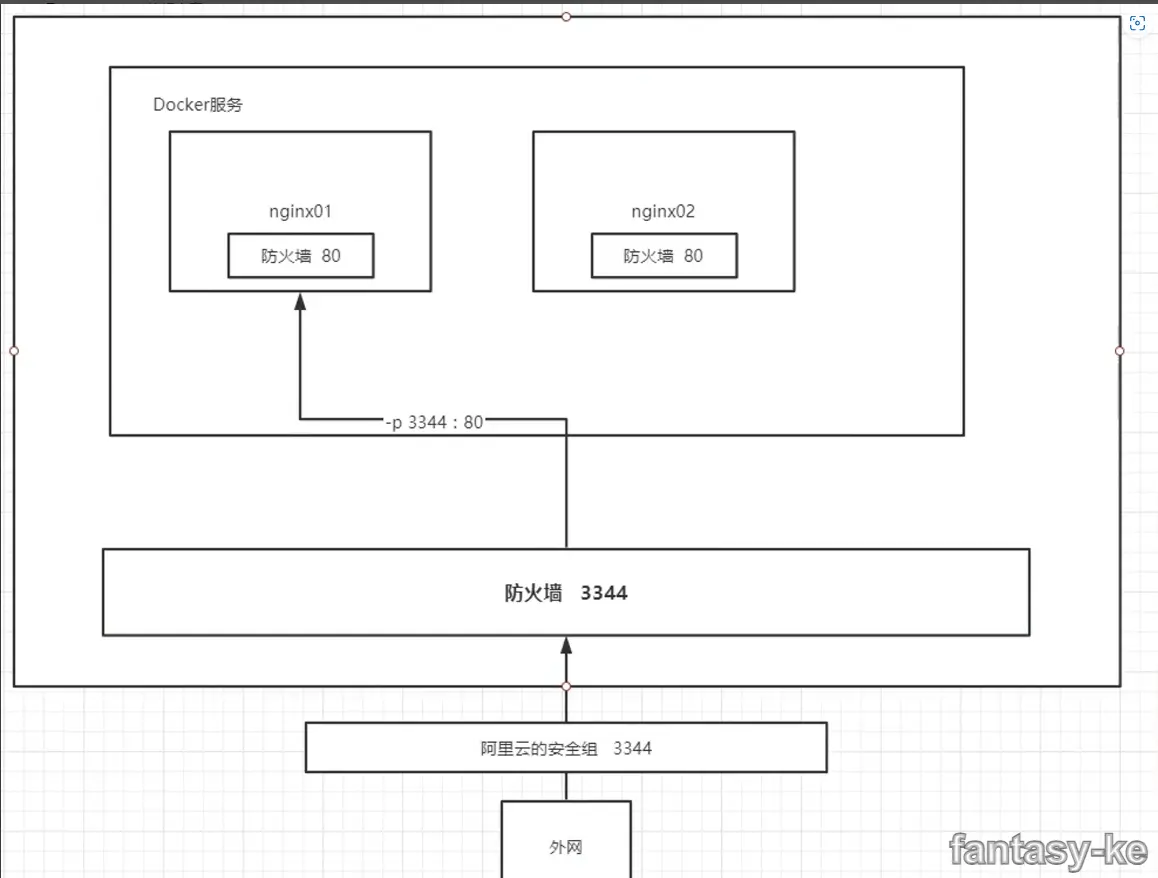 Docker服务
nginx01
nginx02
防火墙 80
防火墙 80
-p 3344：80
防火墙 3344
阿里云的安全组 3344
外网
fantasy-ke